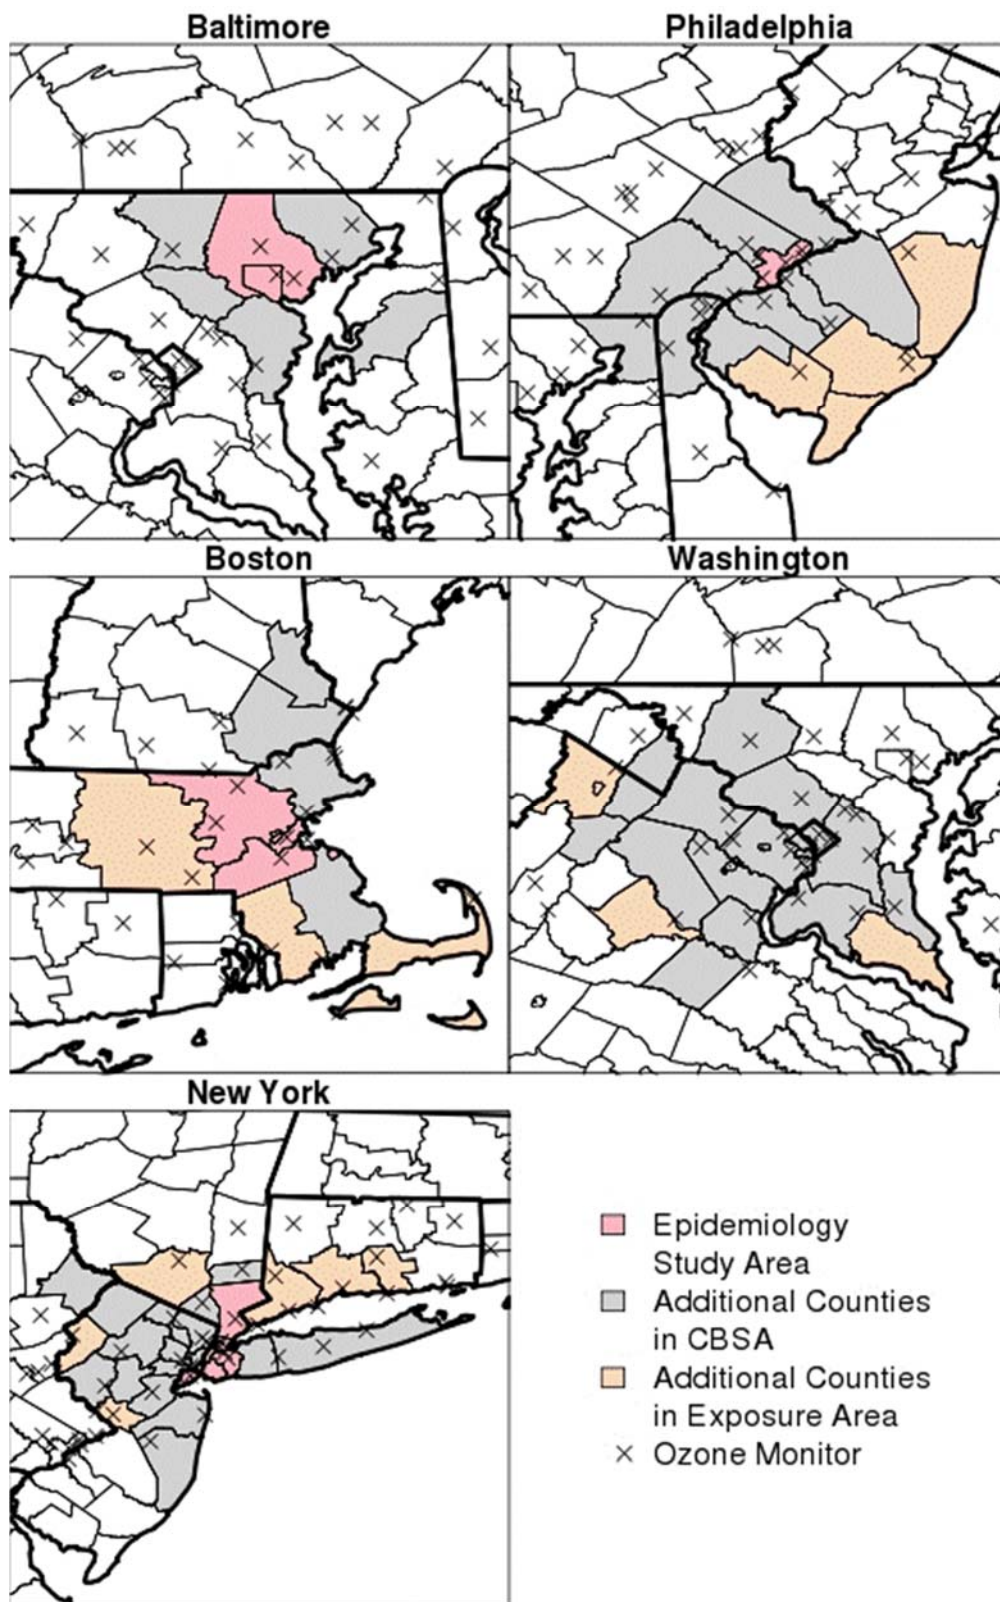 Baltimore
Philadelphia
Boston
Washington
New York
Epidemiology
Study Area
Additional Counties
in CBSA
Additional Counties
in Exposure Area
Ozone Monitor